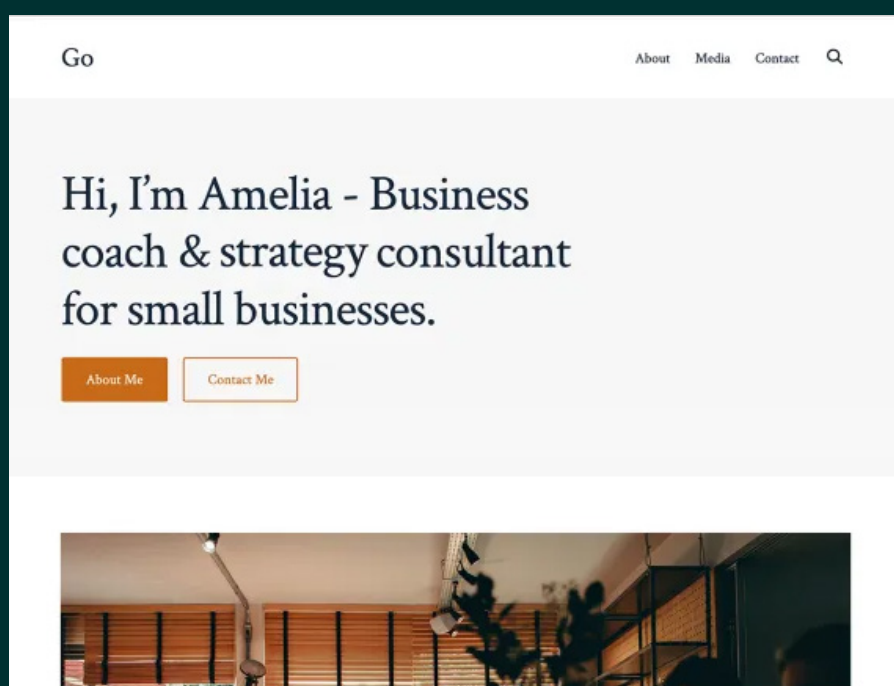 Go
About Media Contact
Hi, I’m Amelia - Business
coach & strategy consultant
for small businesses.
About Me Contact Me